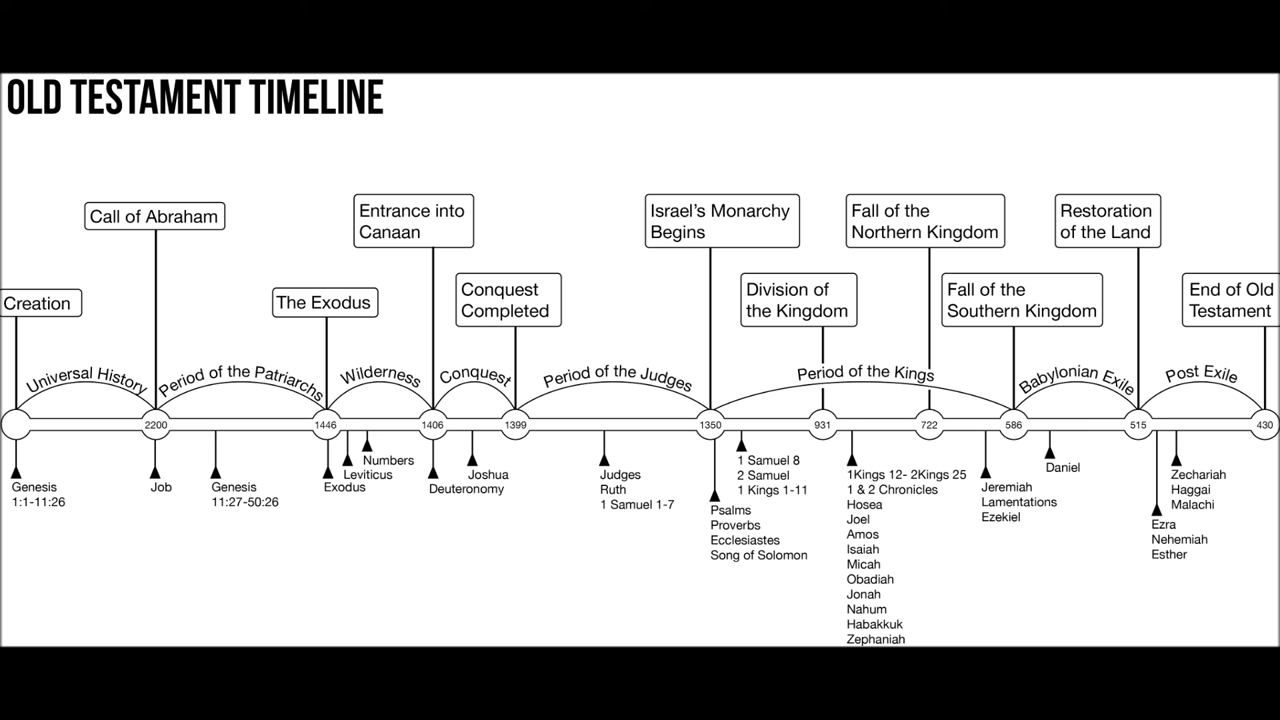 OLD TESTAMENT TIMELINE
Call of Abraham
Entrance into
Canaan
Israel's Monarchy
Begins
Fall of the
Northern Kingdom
Restoration
of the Land
Creation
The Exodus
Conquest
Completed
Division of
the Kingdom
Fall of the
Southern Kingdom
End of Old
Testament
Universal History
Period of the Patriarchs
Wilderness
Conquest
Period of the Judges
Period of the Kings
Babylonian Exile
Post Exile
2200
1446
1406
1399
1350
931
722
586
515
430
Genesis
1:1-11:26
Job
Genesis
11:27-50:26
Exodus
Leviticus
Numbers
Deuteronomy
Joshua
Judges
Ruth
1 Samuel 1-7
Psalms
Proverbs
Ecclesiastes
Song of Solomon
1 Samuel 8
2 Samuel
1 Kings 1-11
1Kings 12- 2Kings 25
1 & 2 Chronicles
Hosea
Joel
Amos
Isaiah
Micah
Obadiah
Jonah
Nahum
Habakkuk
Zephaniah
Jeremiah
Lamentations
Ezekiel
Daniel
Ezra
Nehemiah
Esther
Zechariah
Haggai
Malachi